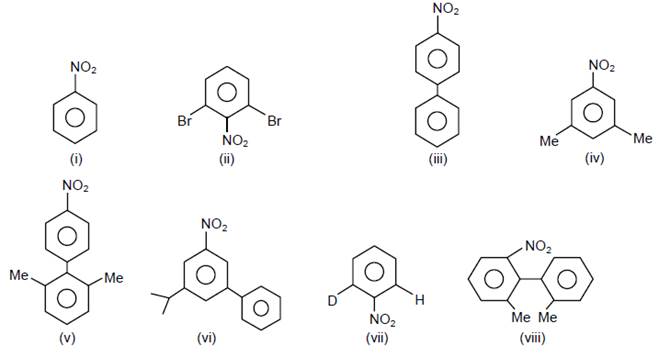 NO2
(i)
Br
Br
NO2
(ii)
NO2
(iii)
NO2
Me
Me
(iv)
NO2
Me
Me
(v)
NO2
(vi)
D
H
NO2
(vii)
NO2
Me
Me
(viii)